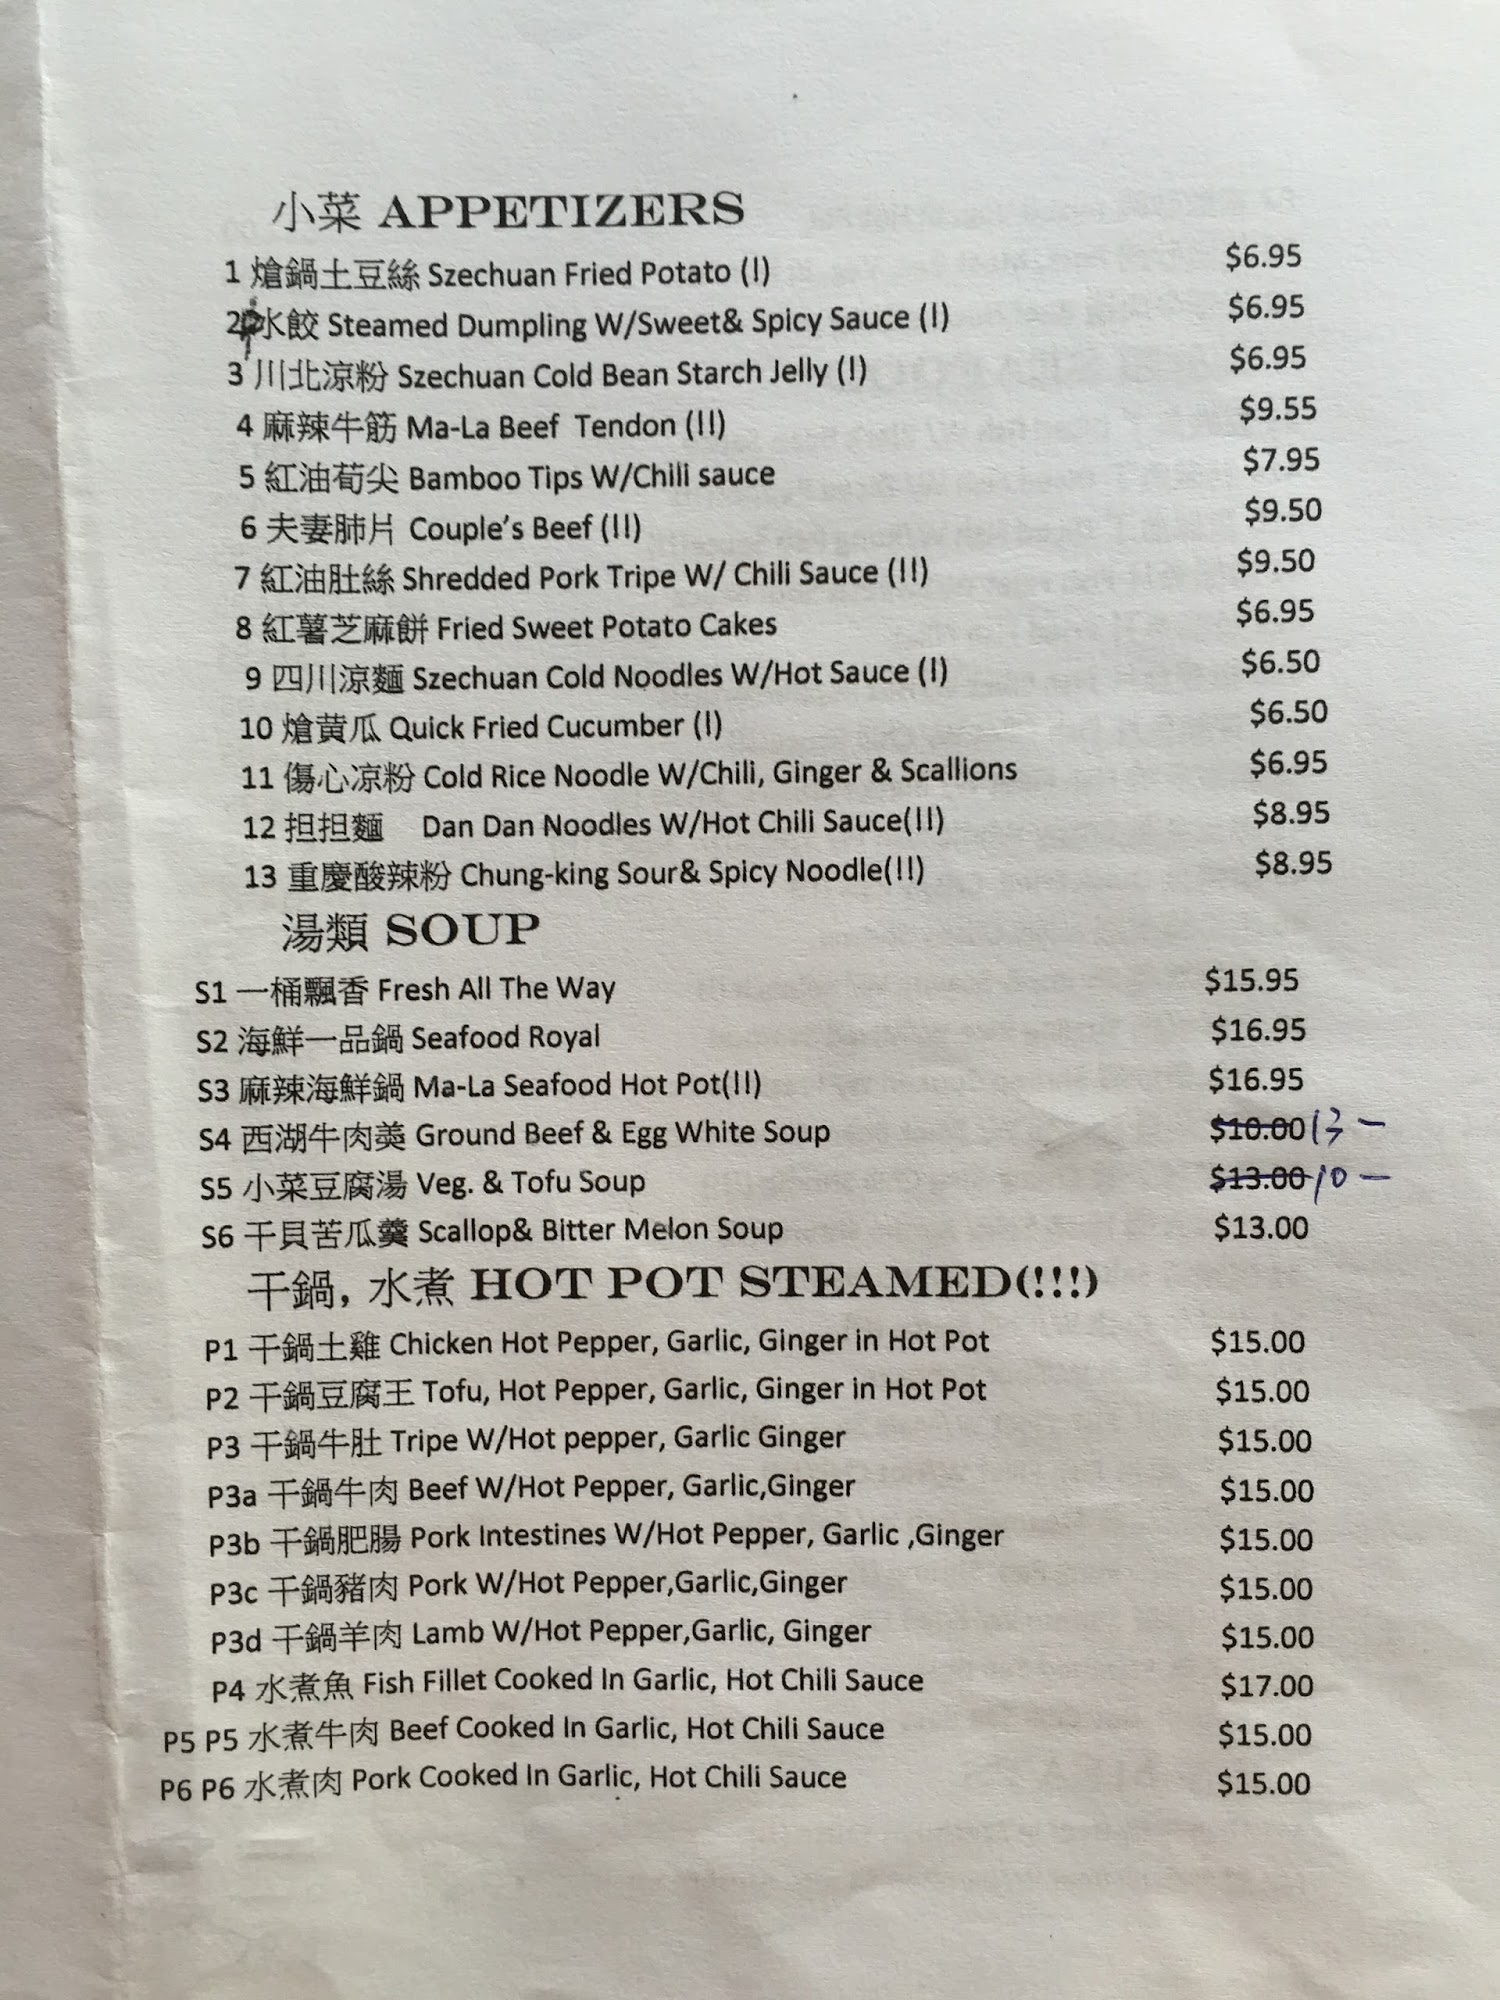 小菜 APPETIZERS
1 熗鍋土豆絲 Szechuan Fried Potato (!) $6.95
2 水餃 Steamed Dumpling W/Sweet& Spicy Sauce (!) $6.95
3 川北涼粉 Szechuan Cold Bean Starch Jelly (!) $6.95
4 麻辣牛筋 Ma-La Beef Tendon (!!) $9.55
5 紅油荀尖 Bamboo Tips W/Chili sauce $7.95
6 夫妻肺片 Couple's Beef (!!) $9.50
7 紅油肚絲 Shredded Pork Tripe W/ Chili Sauce (!!) $9.50
8 紅薯芝麻餅 Fried Sweet Potato Cakes $6.95
9 四川涼麵 Szechuan Cold Noodles W/Hot Sauce (!) $6.50
10 熗黄瓜 Quick Fried Cucumber (!) $6.50
11 傷心凉粉 Cold Rice Noodle W/Chili, Ginger & Scallions $6.95
12 担担麵 Dan Dan Noodles W/Hot Chili Sauce(!!) $8.95
13 重慶酸辣粉 Chung-king Sour& Spicy Noodle(!!) $8.95
湯類 SOUP
S1 一桶飄香 Fresh All The Way $15.95
S2 海鮮一品鍋 Seafood Royal $16.95
S3 麻辣海鮮鍋 Ma-La Seafood Hot Pot(!!) $16.95
S4 西湖牛肉羹 Ground Beef & Egg White Soup $10.00 13 —
S5 小菜豆腐湯 Veg. & Tofu Soup $13.00 10 —
S6 干貝苦瓜羹 Scallop& Bitter Melon Soup $13.00
干鍋, 水煮 HOT POT STEAMED(!!!)
P1 干鍋土雞 Chicken Hot Pepper, Garlic, Ginger in Hot Pot $15.00
P2 干鍋豆腐王 Tofu, Hot Pepper, Garlic, Ginger in Hot Pot $15.00
P3 干鍋牛肚 Tripe W/Hot pepper, Garlic Ginger $15.00
P3a 干鍋牛肉 Beef W/Hot Pepper, Garlic,Ginger $15.00
P3b 干鍋肥腸 Pork Intestines W/Hot Pepper, Garlic ,Ginger $15.00
P3c 干鍋豬肉 Pork W/Hot Pepper,Garlic,Ginger $15.00
P3d 干鍋羊肉 Lamb W/Hot Pepper,Garlic, Ginger $15.00
P4 水煮魚 Fish Fillet Cooked In Garlic, Hot Chili Sauce $17.00
P5 P5 水煮牛肉 Beef Cooked In Garlic, Hot Chili Sauce $15.00
P6 P6 水煮肉 Pork Cooked In Garlic, Hot Chili Sauce $15.00